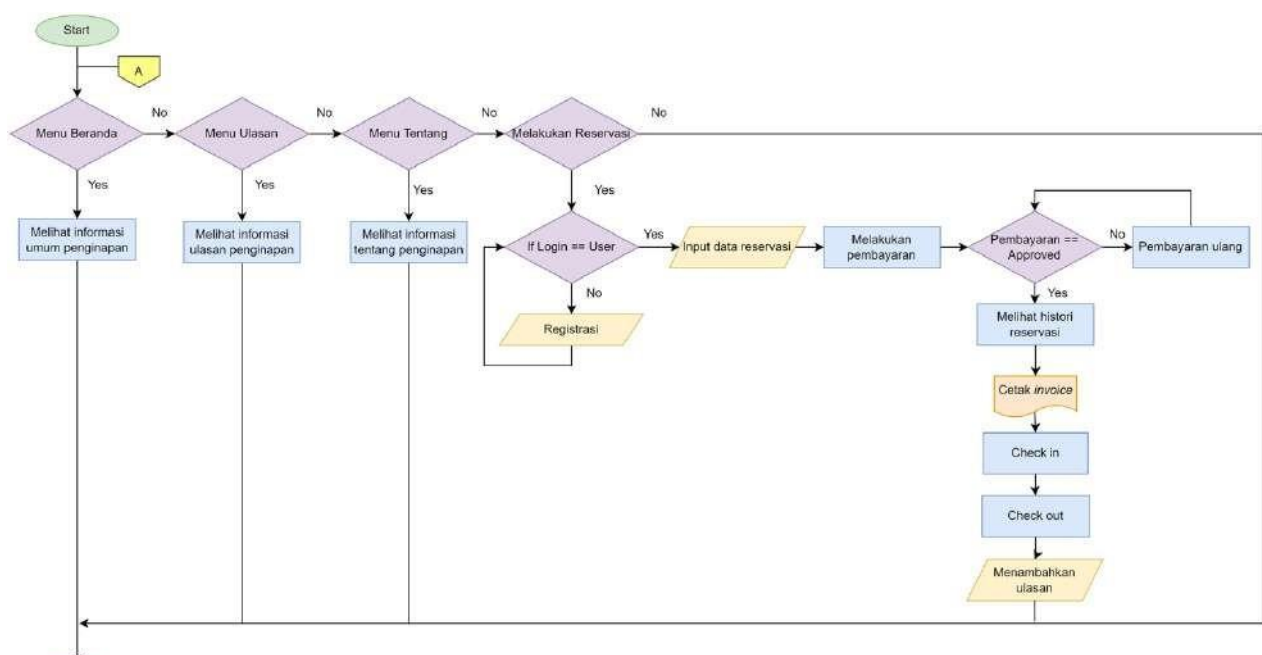 Start
A
No
No
No
No
Menu Beranda
Menu Ulasan
Menu Tentang
Melakukan Reservasi
Yes
Yes
Yes
Yes
Melihat informasi
umum penginapan
Melihat informasi
ulasan penginapan
Melihat informasi
tentang penginapan
If Login == User
Yes
Input data reservasi
Melakukan
pembayaran
Pembayaran ==
Approved
No
Pembayaran ulang
No
Yes
Registrasi
Melihat histori
reservasi
Cetak invoice
Check in
Check out
Menambahkan
ulasan